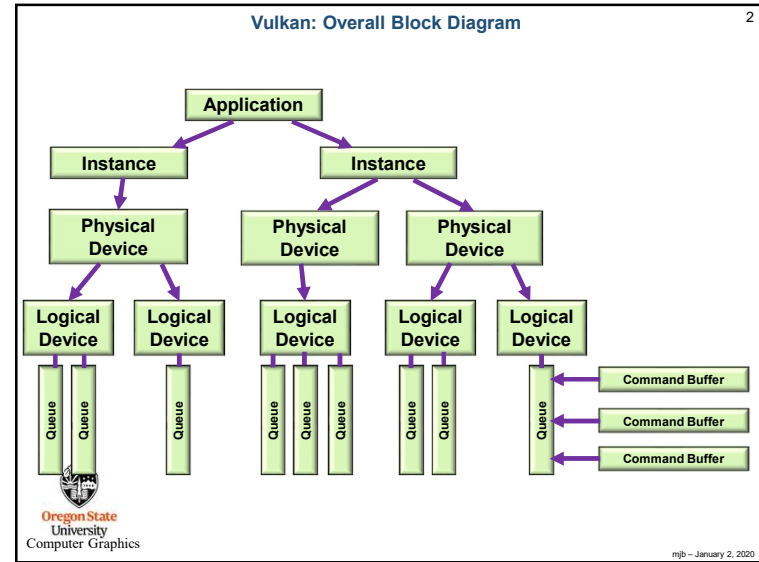 Vulkan: Overall Block Diagram
2
Application
Instance
Instance
Physical
Device
Physical
Device
Physical
Device
Logical
Device
Logical
Device
Logical
Device
Logical
Device
Logical
Device
Queue
Queue
Queue
Queue
Queue
Queue
Queue
Queue
Queue
Command Buffer
Command Buffer
Command Buffer
Oregon State
University
Computer Graphics
mjb – January 2, 2020